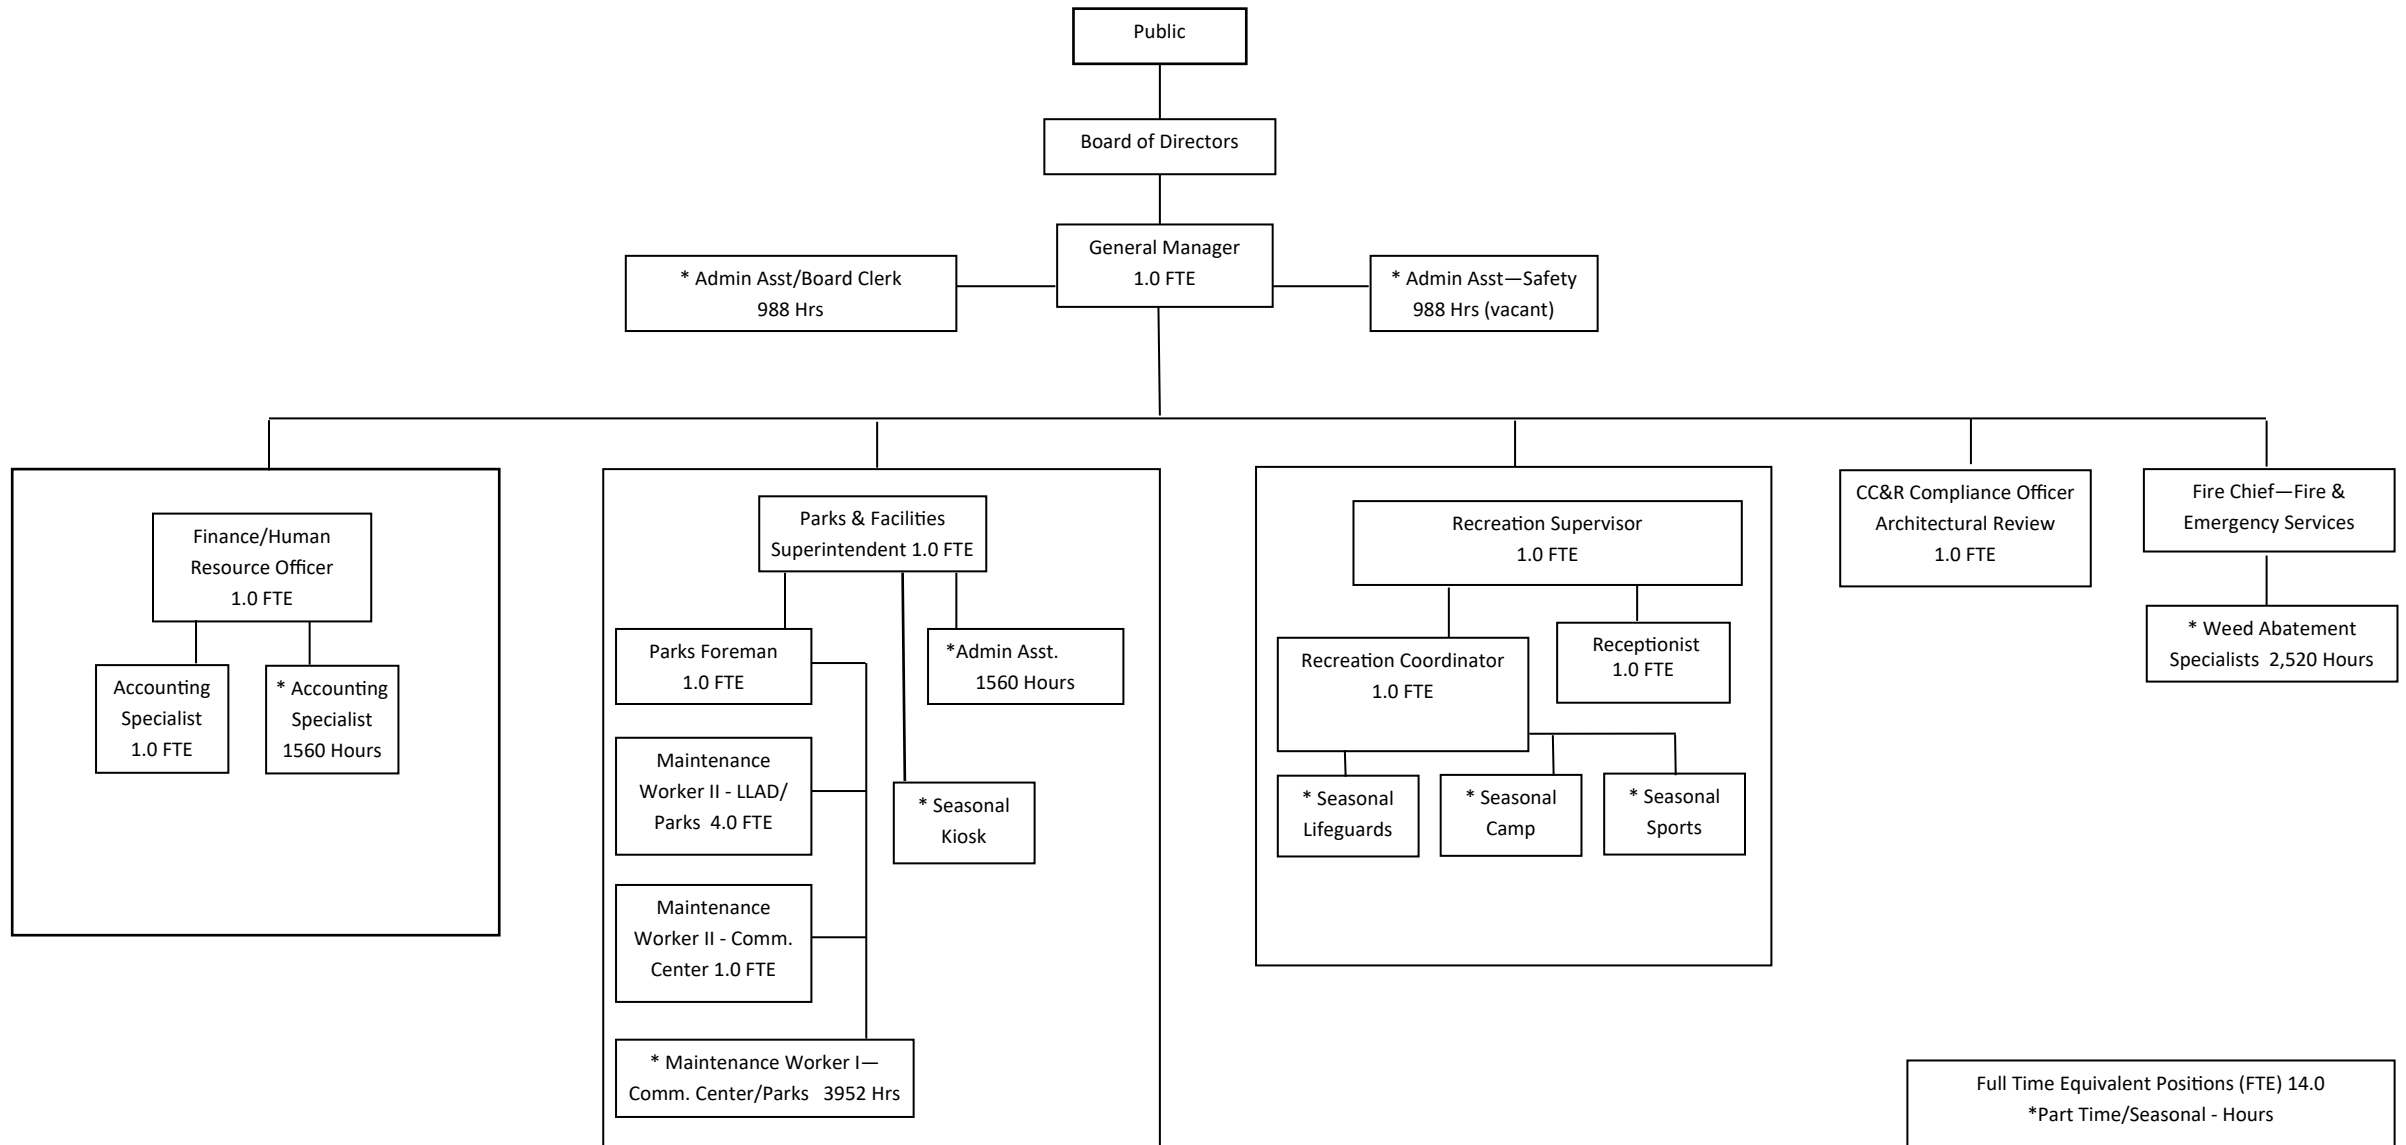 Public
Board of Directors
General Manager
1.0 FTE
* Admin Asst/Board Clerk
988 Hrs
* Admin Asst—Safety
988 Hrs (vacant)
Finance/Human
Resource Officer
1.0 FTE
Accounting
Specialist
1.0 FTE
* Accounting
Specialist
1560 Hours
Parks & Facilities
Superintendent 1.0 FTE
Parks Foreman
1.0 FTE
*Admin Asst.
1560 Hours
Maintenance
Worker II - LLAD/
Parks 4.0 FTE
* Seasonal
Kiosk
Maintenance
Worker II - Comm.
Center 1.0 FTE
* Maintenance Worker I—
Comm. Center/Parks 3952 Hrs
Recreation Supervisor
1.0 FTE
Recreation Coordinator
1.0 FTE
Receptionist
1.0 FTE
* Seasonal
Lifeguards
* Seasonal
Camp
* Seasonal
Sports
CC&R Compliance Officer
Architectural Review
1.0 FTE
Fire Chief—Fire &
Emergency Services
* Weed Abatement
Specialists 2,520 Hours
Full Time Equivalent Positions (FTE) 14.0
*Part Time/Seasonal - Hours